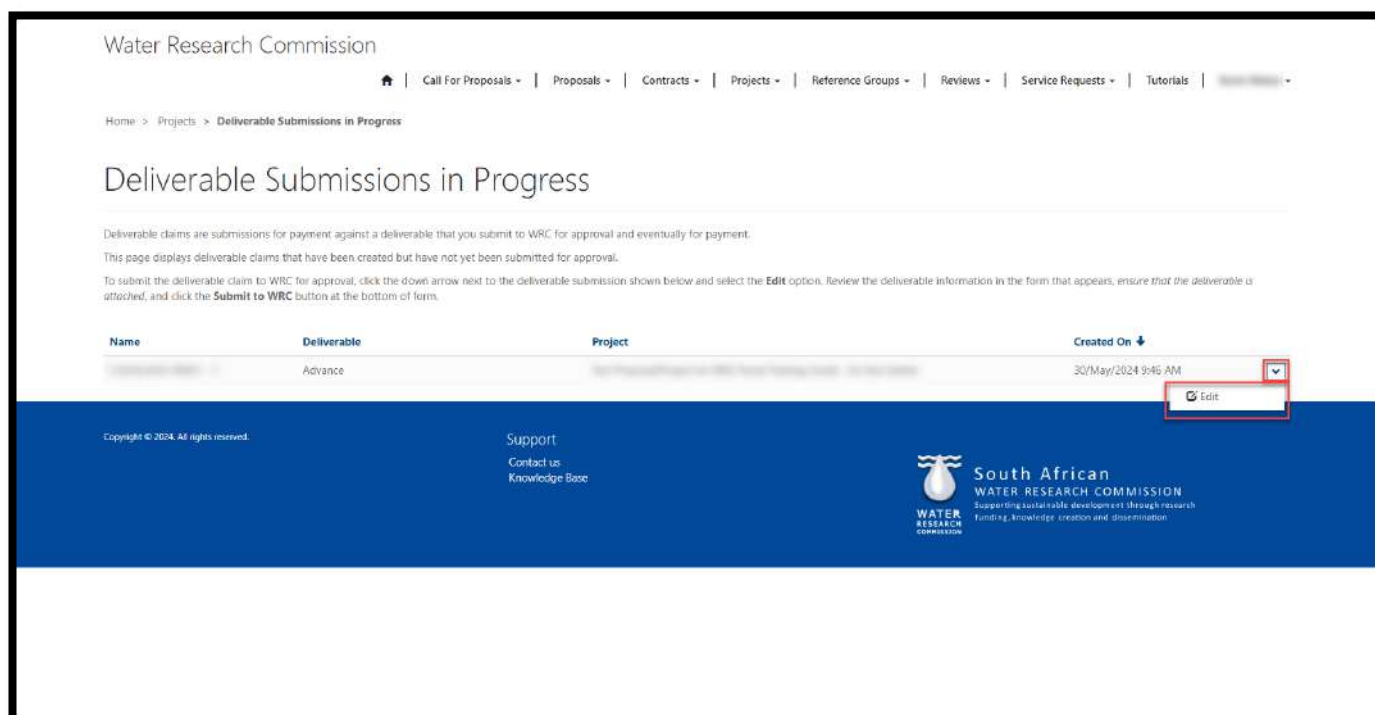 Water Research Commission
Call For Proposals | Proposals | Contracts | Projects | Reference Groups | Reviews | Service Requests | Tutorials |
Home > Projects > Deliverable Submissions in Progress
Deliverable Submissions in Progress
Deliverable claims are submissions for payment against a deliverable that you submit to WRC for approval and eventually for payment.
This page displays deliverable claims that have been created but have not yet been submitted for approval.
To submit the deliverable claim to WRC for approval, click the down arrow next to the deliverable submission shown below and select the Edit option. Review the deliverable information in the form that appears, ensure that the deliverable is
attached, and click the Submit to WRC button at the bottom of form.
Name Deliverable Project Created On
Advance 30/May/2024 9:46 AM
Edit
Copyright © 2024. All rights reserved.
Support
Contact us
Knowledge Base
WATER
RESEARCH
COMMISSION
South African
WATER RESEARCH COMMISSION
Supporting sustainable development through research
funding, knowledge creation and dissemination